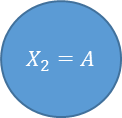 X₂ = A